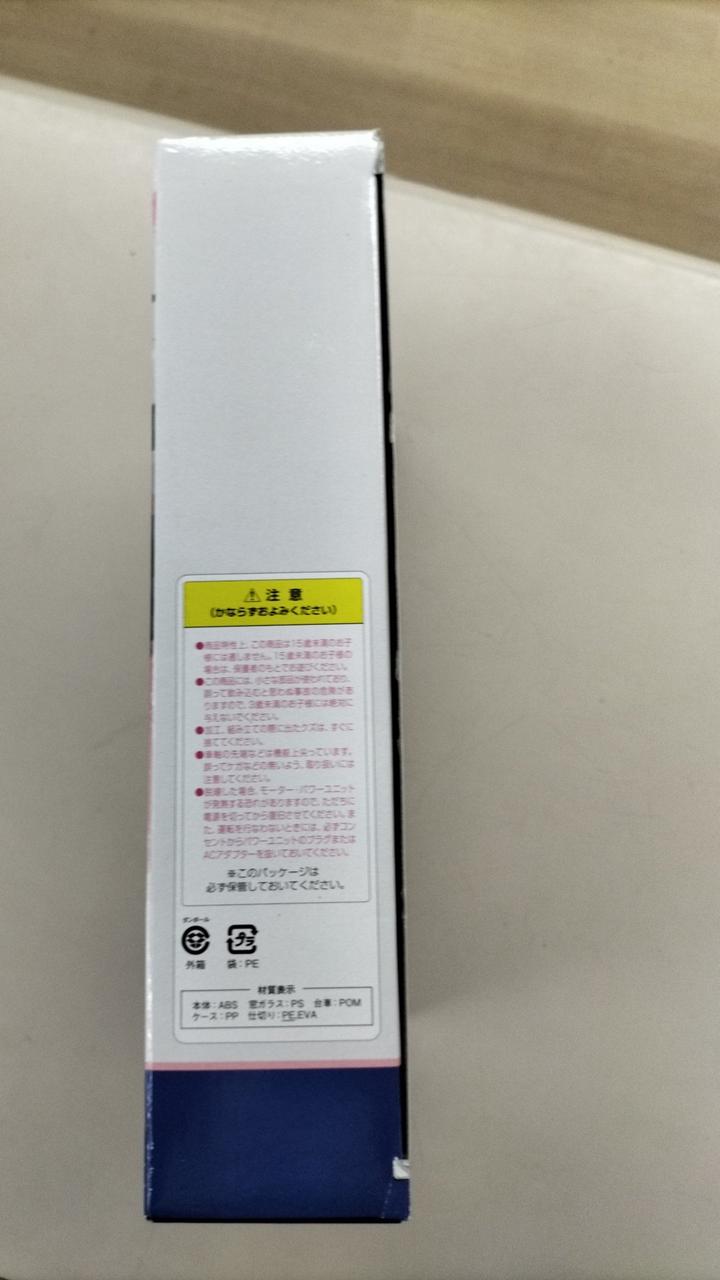 ⚠注意
(かならずおよみください)
●商品特性上、この商品は15歳未満のお子
様には適しません。15歳未満のお子様の
場合は、保護者のもとでお遊びください。
●この商品には、小さな部品が使われており、
誤って飲み込むと思わぬ事故の危険があ
りますので、3歳未満のお子様には絶対に
与えないでください。
●加工、組み立ての際に出たクズは、すぐに
捨ててください。
●車軸の先端などは機能上尖っています。
誤ってケガなどの無いよう、取り扱いには
注意してください。
●脱線した場合、モーター・パワーユニット
が発熱する恐れがありますので、ただちに
電源を切ってから復旧させてください。ま
た、運転を行なわないときには、必ずコン
セントからパワーユニットのプラグまたは
ACアダプターを抜いておいてください。
※このパッケージは
必ず保管しておいてください。
ダンボール
プラ
外箱 袋:PE
材質表示
本体:ABS 窓ガラス:PS 台車:POM
ケース:PP 仕切り:PE,EVA